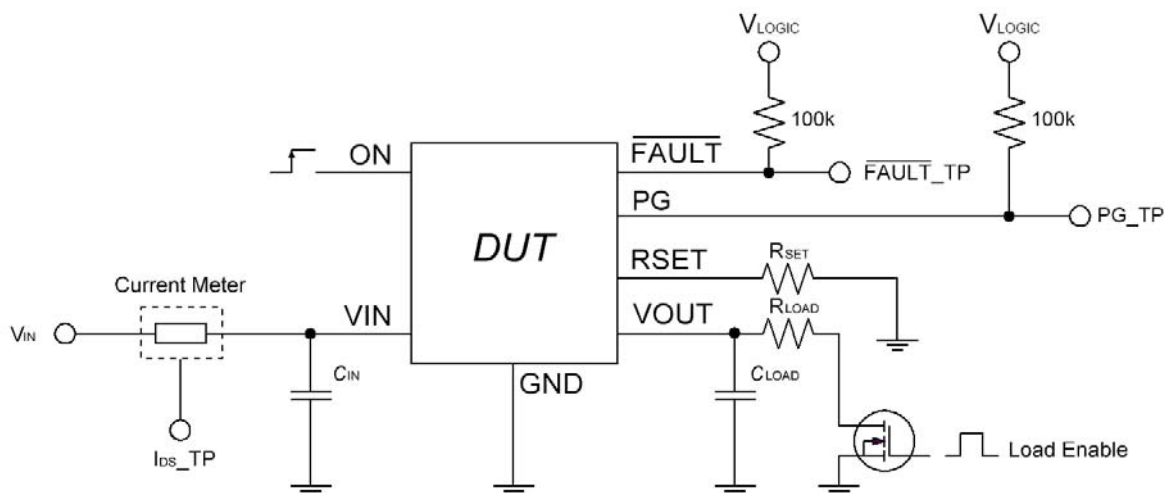 VLOGIC
VLOGIC
100k
100k
ON
FAULT
FAULT_TP
PG
PG_TP
DUT
RSET
RSET
Current Meter
VIN
VIN
VOUT
RLOAD
CIN
GND
CLOAD
IDS_TP
Load Enable